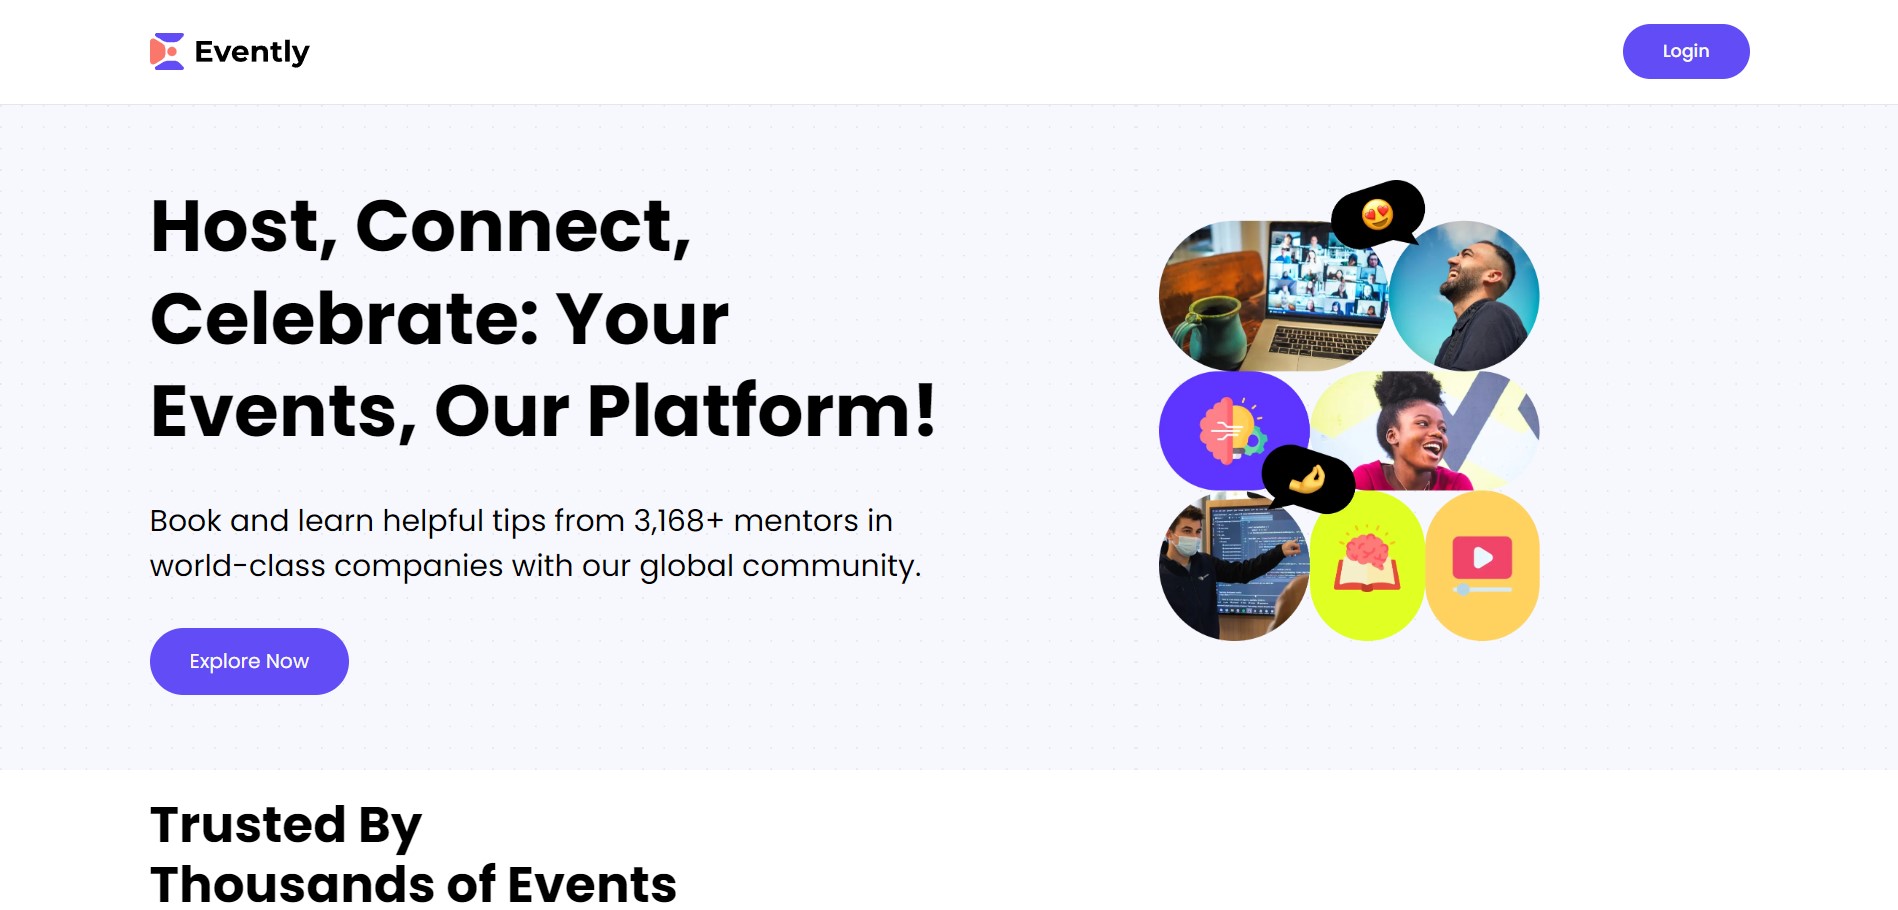 Evently
Login
Host, Connect,
Celebrate: Your
Events, Our Platform!
Book and learn helpful tips from 3,168+ mentors in
world-class companies with our global community.
Explore Now
Trusted By
Thousands of Events